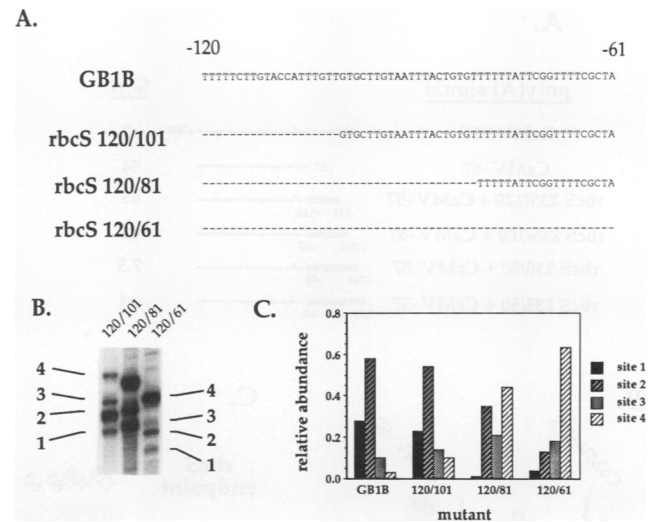 A.
-120 -61
GB1B TTTTTCTTGTACCATTTGTTGTGCTTGTAATTTACTGTGTTTTTTATTCGGTTTTCGCTA
rbcS 120/101 --------------------GTGCTTGTAATTTACTGTGTTTTTTATTCGGTTTTCGCTA
rbcS 120/81 ----------------------------------------TTTTTATTCGGTTTTCGCTA
rbcS 120/61 ------------------------------------------------------------
B.
120/101 120/81 120/61
4
3
2
1
4
3
2
1
C.
relative abundance
0.8
0.6
0.4
0.2
0.0
GB1B 120/101 120/81 120/61
mutant
site 1
site 2
site 3
site 4